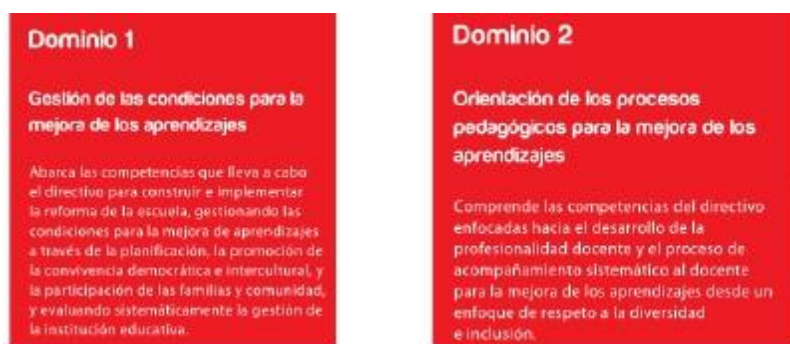 Dominio 1
Gestión de las condiciones para la
mejora de los aprendizajes
Abarca las competencias que lleva a cabo
el directivo para construir e implementar
la reforma de la escuela, gestionando las
condiciones para la mejora de aprendizajes
a través de la planificación, la promoción de
la convivencia democrática e intercultural, y
la participación de las familias y comunidad,
y evaluando sistemáticamente la gestión de
la institución educativa.
Dominio 2
Orientación de los procesos
pedagógicos para la mejora de los
aprendizajes
Comprende las competencias del directivo
enfocadas hacia el desarrollo de la
profesionalidad docente y el proceso de
acompañamiento sistemático al docente
para la mejora de los aprendizajes desde un
enfoque de respeto a la diversidad
e inclusión.